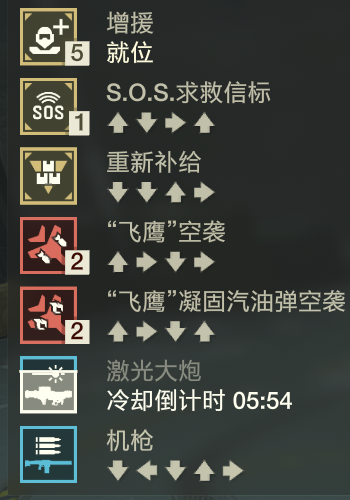 增援
5
就位
S.O.S.求救信标
SOS
1
↑↓→↑
重新补给
↓↓↑→
“飞鹰”空袭
2
↑→↓→
“飞鹰”凝固汽油弹空袭
2
↑→↓↑
激光大炮
冷却倒计时 05:54
机枪
↓←↓↑→